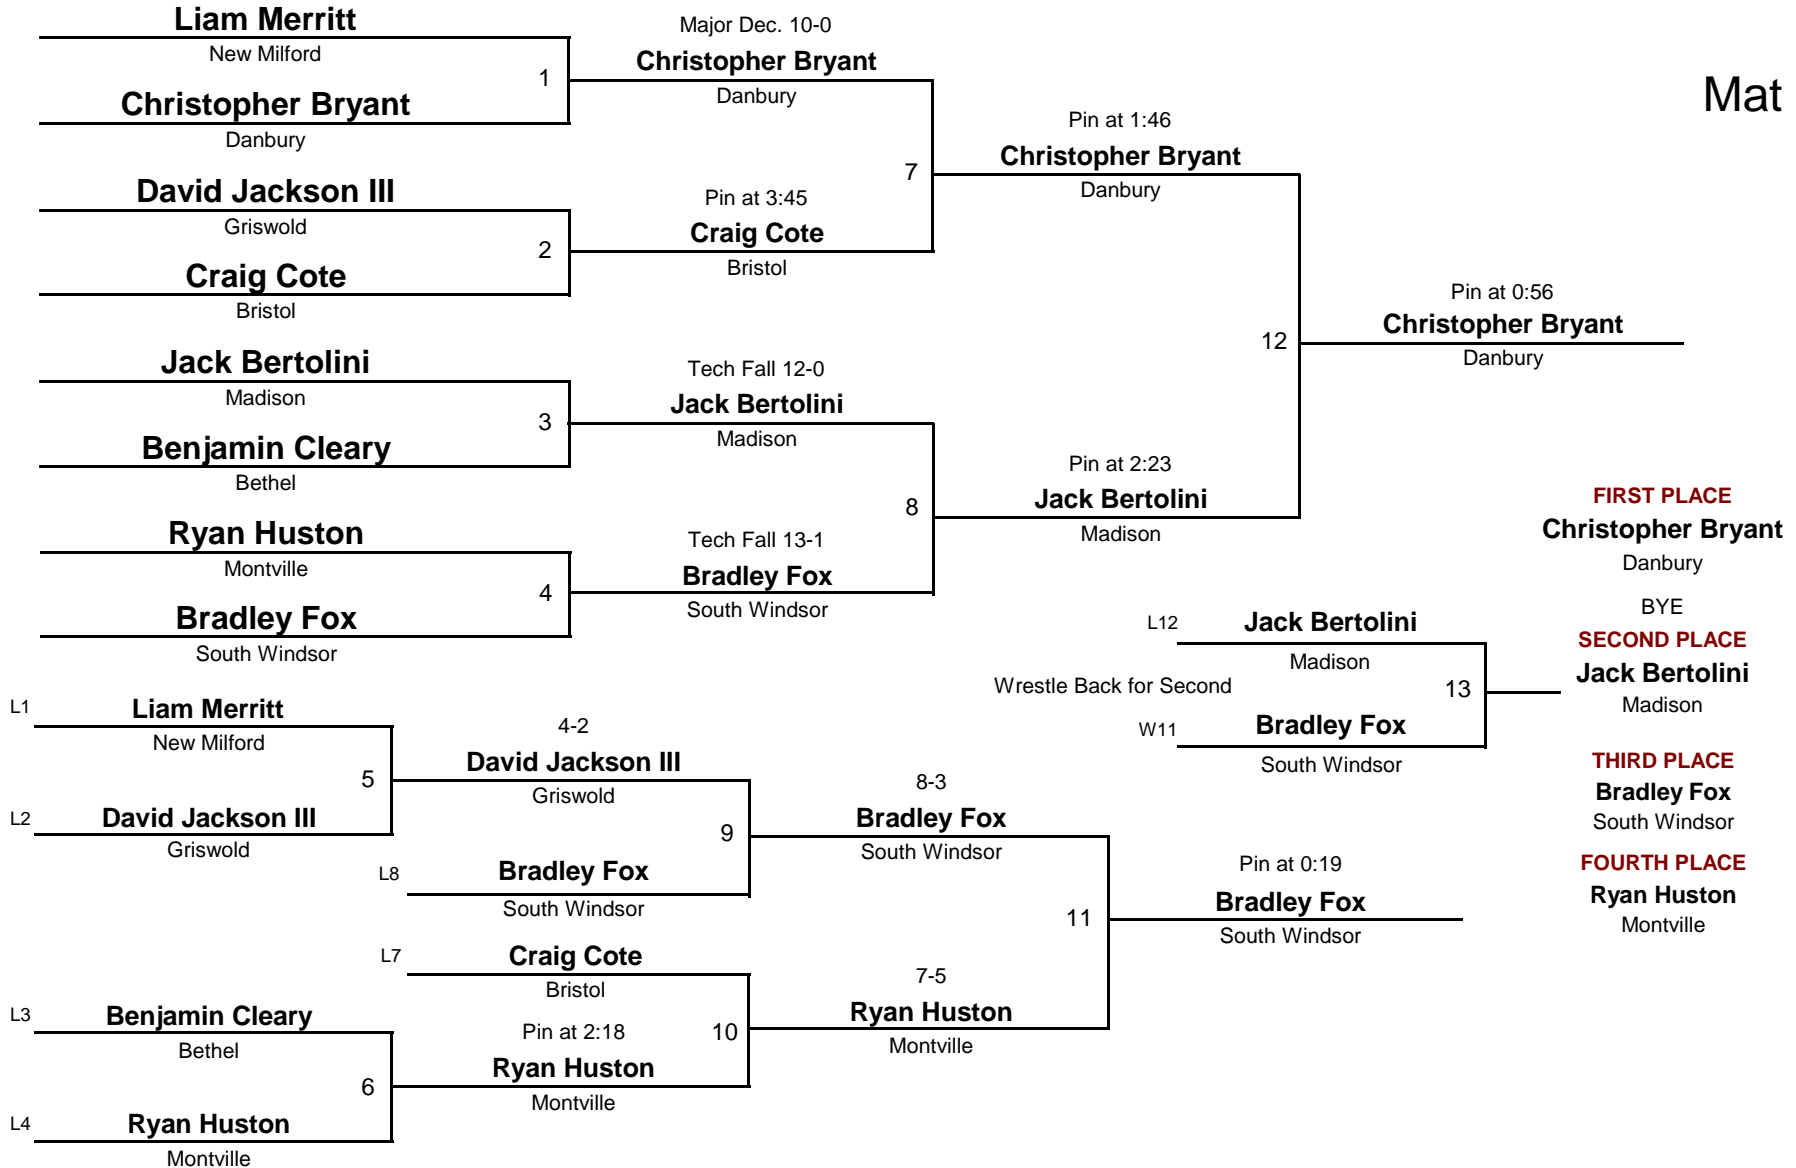 Liam Merritt
New Milford
1
Christopher Bryant
Danbury
Major Dec. 10-0
Christopher Bryant
Danbury
Mat
David Jackson III
Griswold
2
Craig Cote
Bristol
Pin at 3:45
Craig Cote
Bristol
7
Pin at 1:46
Christopher Bryant
Danbury
Jack Bertolini
Madison
3
Benjamin Cleary
Bethel
Tech Fall 12-0
Jack Bertolini
Madison
12
Pin at 0:56
Christopher Bryant
Danbury
Ryan Huston
Montville
4
Bradley Fox
South Windsor
Tech Fall 13-1
Bradley Fox
South Windsor
8
Pin at 2:23
Jack Bertolini
Madison
FIRST PLACE
Christopher Bryant
Danbury
BYE
SECOND PLACE
Jack Bertolini
Madison
THIRD PLACE
Bradley Fox
South Windsor
FOURTH PLACE
Ryan Huston
Montville
L12 Jack Bertolini
Madison
Wrestle Back for Second 13
W11 Bradley Fox
South Windsor
L1 Liam Merritt
New Milford
5
L2 David Jackson III
Griswold
4-2
David Jackson III
Griswold
9
L8 Bradley Fox
South Windsor
8-3
Bradley Fox
South Windsor
11
Pin at 0:19
Bradley Fox
South Windsor
L7 Craig Cote
Bristol
10
Pin at 2:18
Ryan Huston
Montville
7-5
Ryan Huston
Montville
L3 Benjamin Cleary
Bethel
6
L4 Ryan Huston
Montville